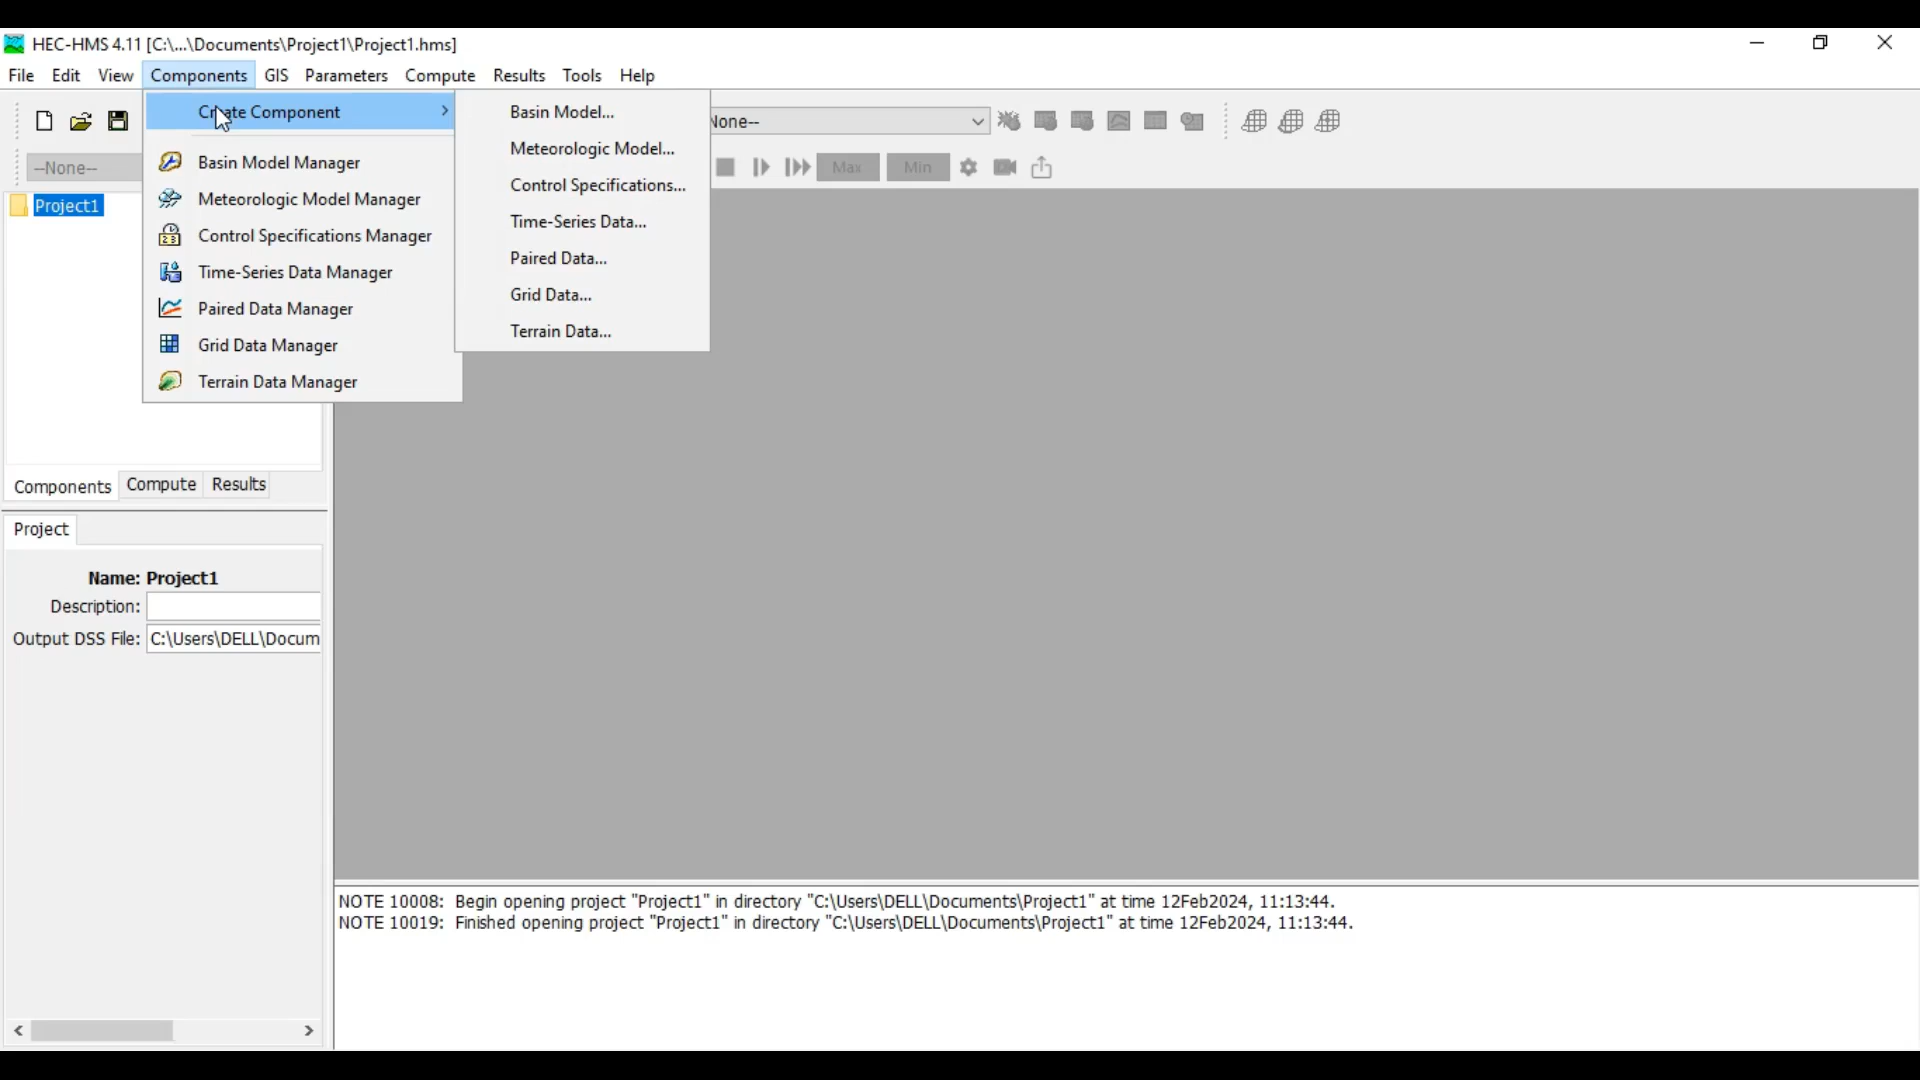 HEC-HMS 4.11 [C:\...\Documents\Project1\Project1.hms]
File Edit View Components GIS Parameters Compute Results Tools Help
Create Component
Basin Model Manager
Meteorologic Model Manager
Control Specifications Manager
Time-Series Data Manager
Paired Data Manager
Grid Data Manager
Terrain Data Manager
Basin Model...
Meteorologic Model...
Control Specifications...
Time-Series Data...
Paired Data...
Grid Data...
Terrain Data...
None--
--None--
Max Min
Project1
Components Compute Results
Project
Name: Project1
Description:
Output DSS File: C:\Users\DELL\Docum
NOTE 10008: Begin opening project "Project1" in directory "C:\Users\DELL\Documents\Project1" at time 12Feb2024, 11:13:44.
NOTE 10019: Finished opening project "Project1" in directory "C:\Users\DELL\Documents\Project1" at time 12Feb2024, 11:13:44.